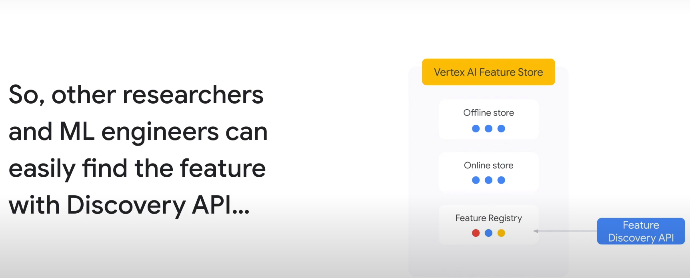 So, other researchers
and ML engineers can
easily find the feature
with Discovery API...
Vertex AI Feature Store
Offline store
Online store
Feature Registry
Feature
Discovery API